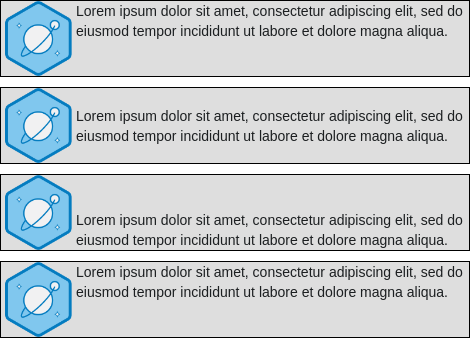 Lorem ipsum dolor sit amet, consectetur adipiscing elit, sed do
eiusmod tempor incididunt ut labore et dolore magna aliqua.
Lorem ipsum dolor sit amet, consectetur adipiscing elit, sed do
eiusmod tempor incididunt ut labore et dolore magna aliqua.
Lorem ipsum dolor sit amet, consectetur adipiscing elit, sed do
eiusmod tempor incididunt ut labore et dolore magna aliqua.
Lorem ipsum dolor sit amet, consectetur adipiscing elit, sed do
eiusmod tempor incididunt ut labore et dolore magna aliqua.